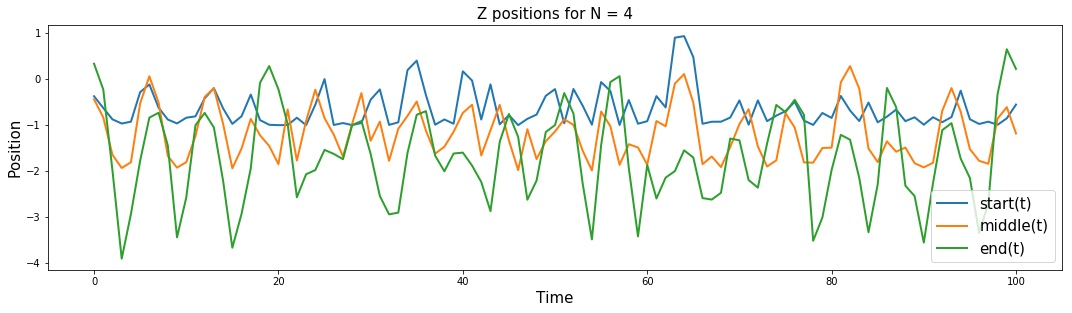 Z positions for N = 4
Position
1
0
−1
−2
−3
−4
start(t)
middle(t)
end(t)
0
20
40
60
80
100
Time